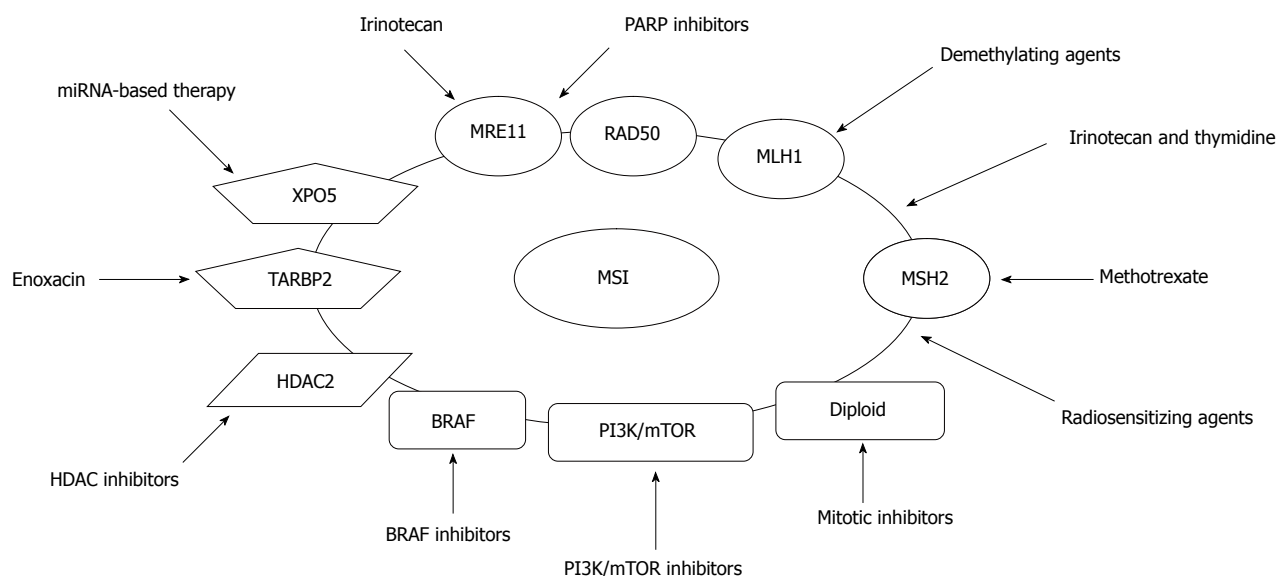 Irinotecan
PARP inhibitors
Demethylating agents
miRNA-based therapy
MRE11
RAD50
MLH1
Irinotecan and thymidine
XPO5
Enoxacin
TARBP2
MSI
MSH2
Methotrexate
HDAC2
BRAF
PI3K/mTOR
Diploid
Radiosensitizing agents
HDAC inhibitors
BRAF inhibitors
Mitotic inhibitors
PI3K/mTOR inhibitors